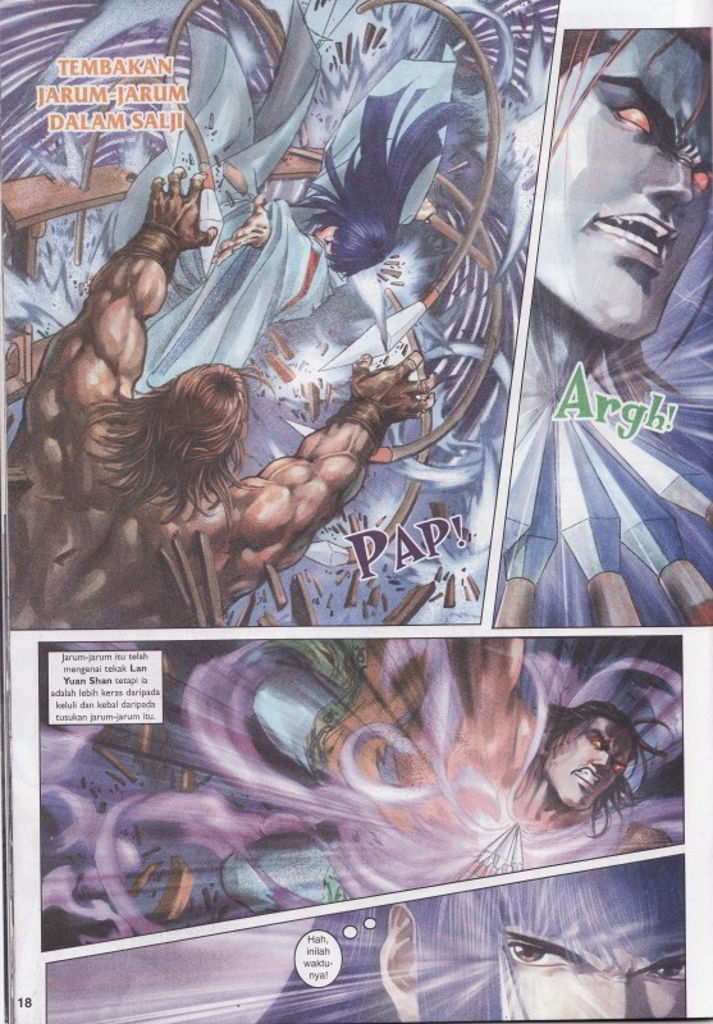 TEMBAKAN
JARUM-JARUM
DALAM SALJI
Argh!
PAP!
Jarum-jarum itu telah
mengenai tekak Lan
Yuan Shan tetapi ia
adalah lebih keras daripada
keluli dan kebal daripada
tusukan jarum-jarum itu.
Hah,
inilah
waktu-
nya!
18